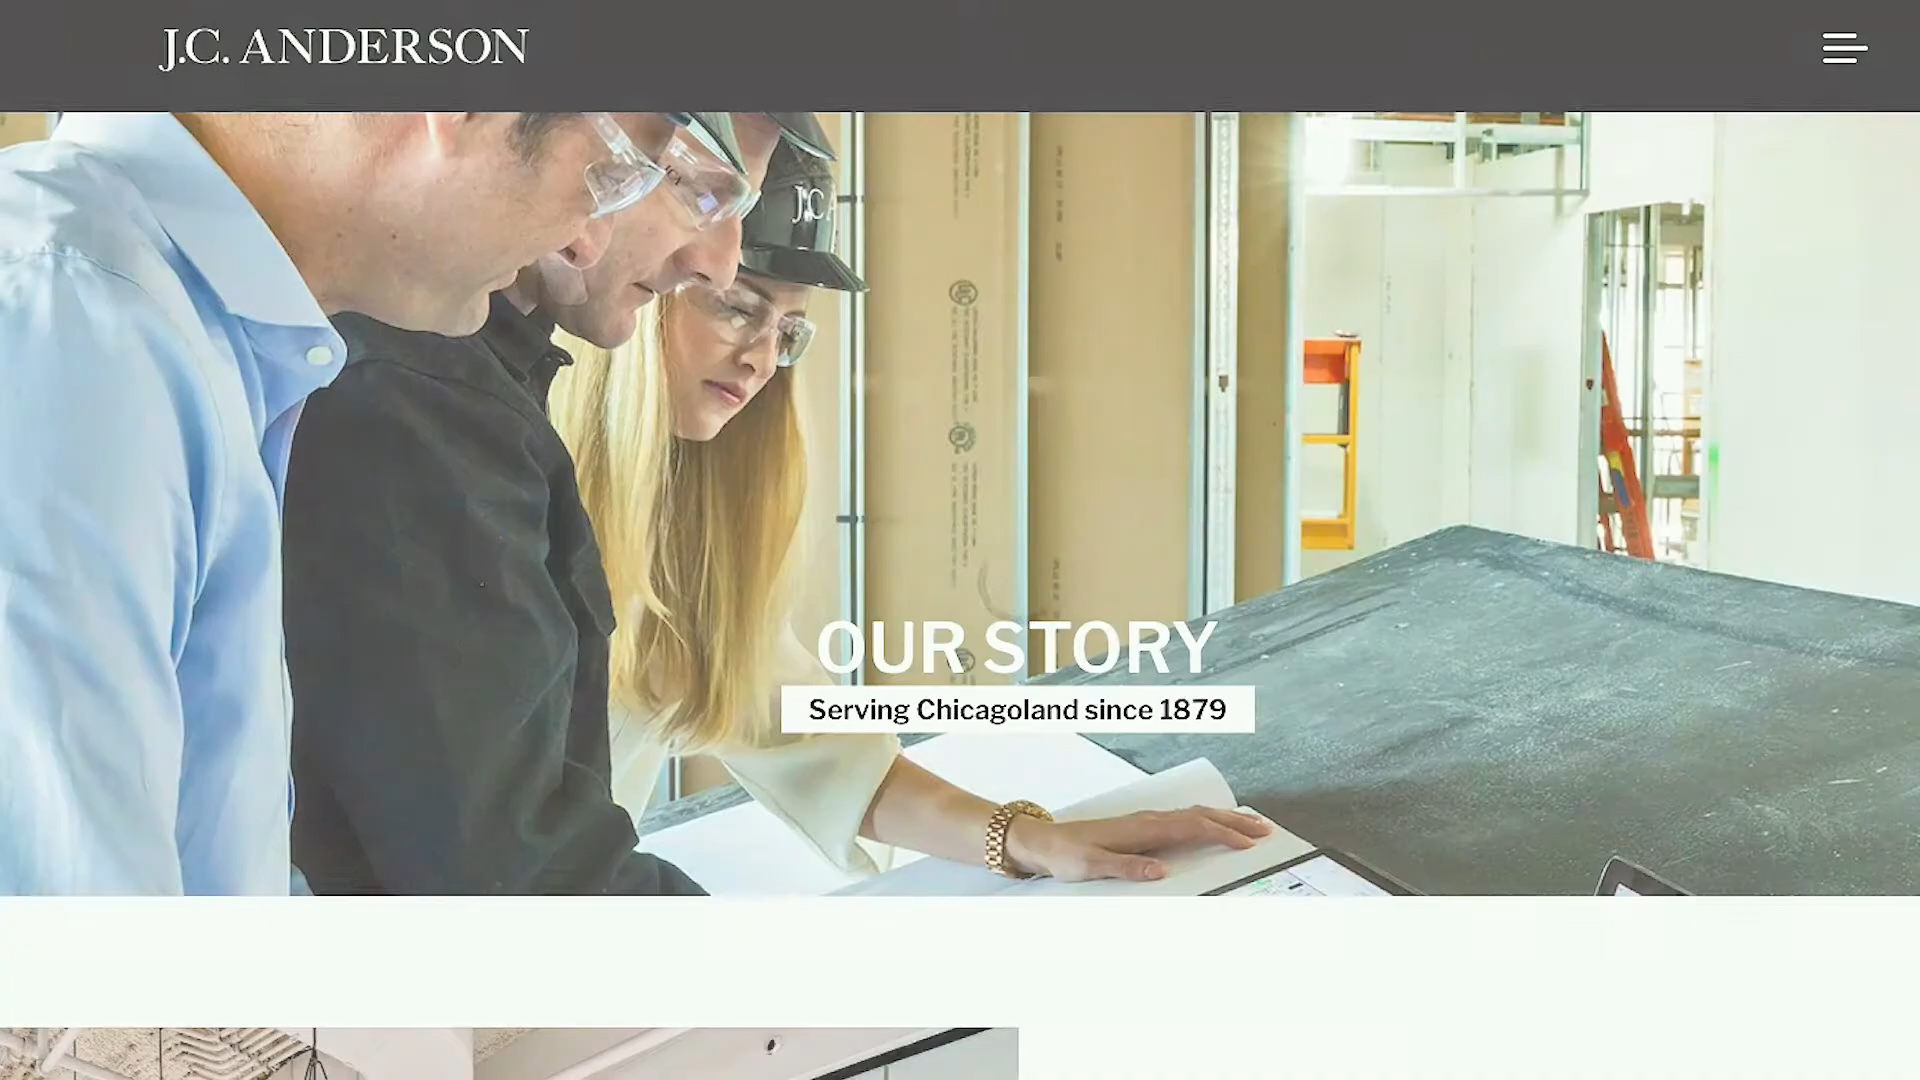 J.C. ANDERSON
J.C. A
OUR STORY
Serving Chicagoland since 1879